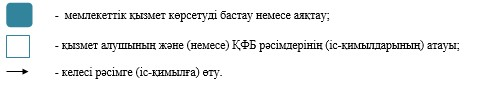 - мемлекеттік қызмет көрсетуді бастау немесе аяқтау;
- қызмет алушының және (немесе) ҚФБ рәсімдерінің (іс-қимылдарының) атауы;
- келесі рәсімге (іс-қимылға) өту.